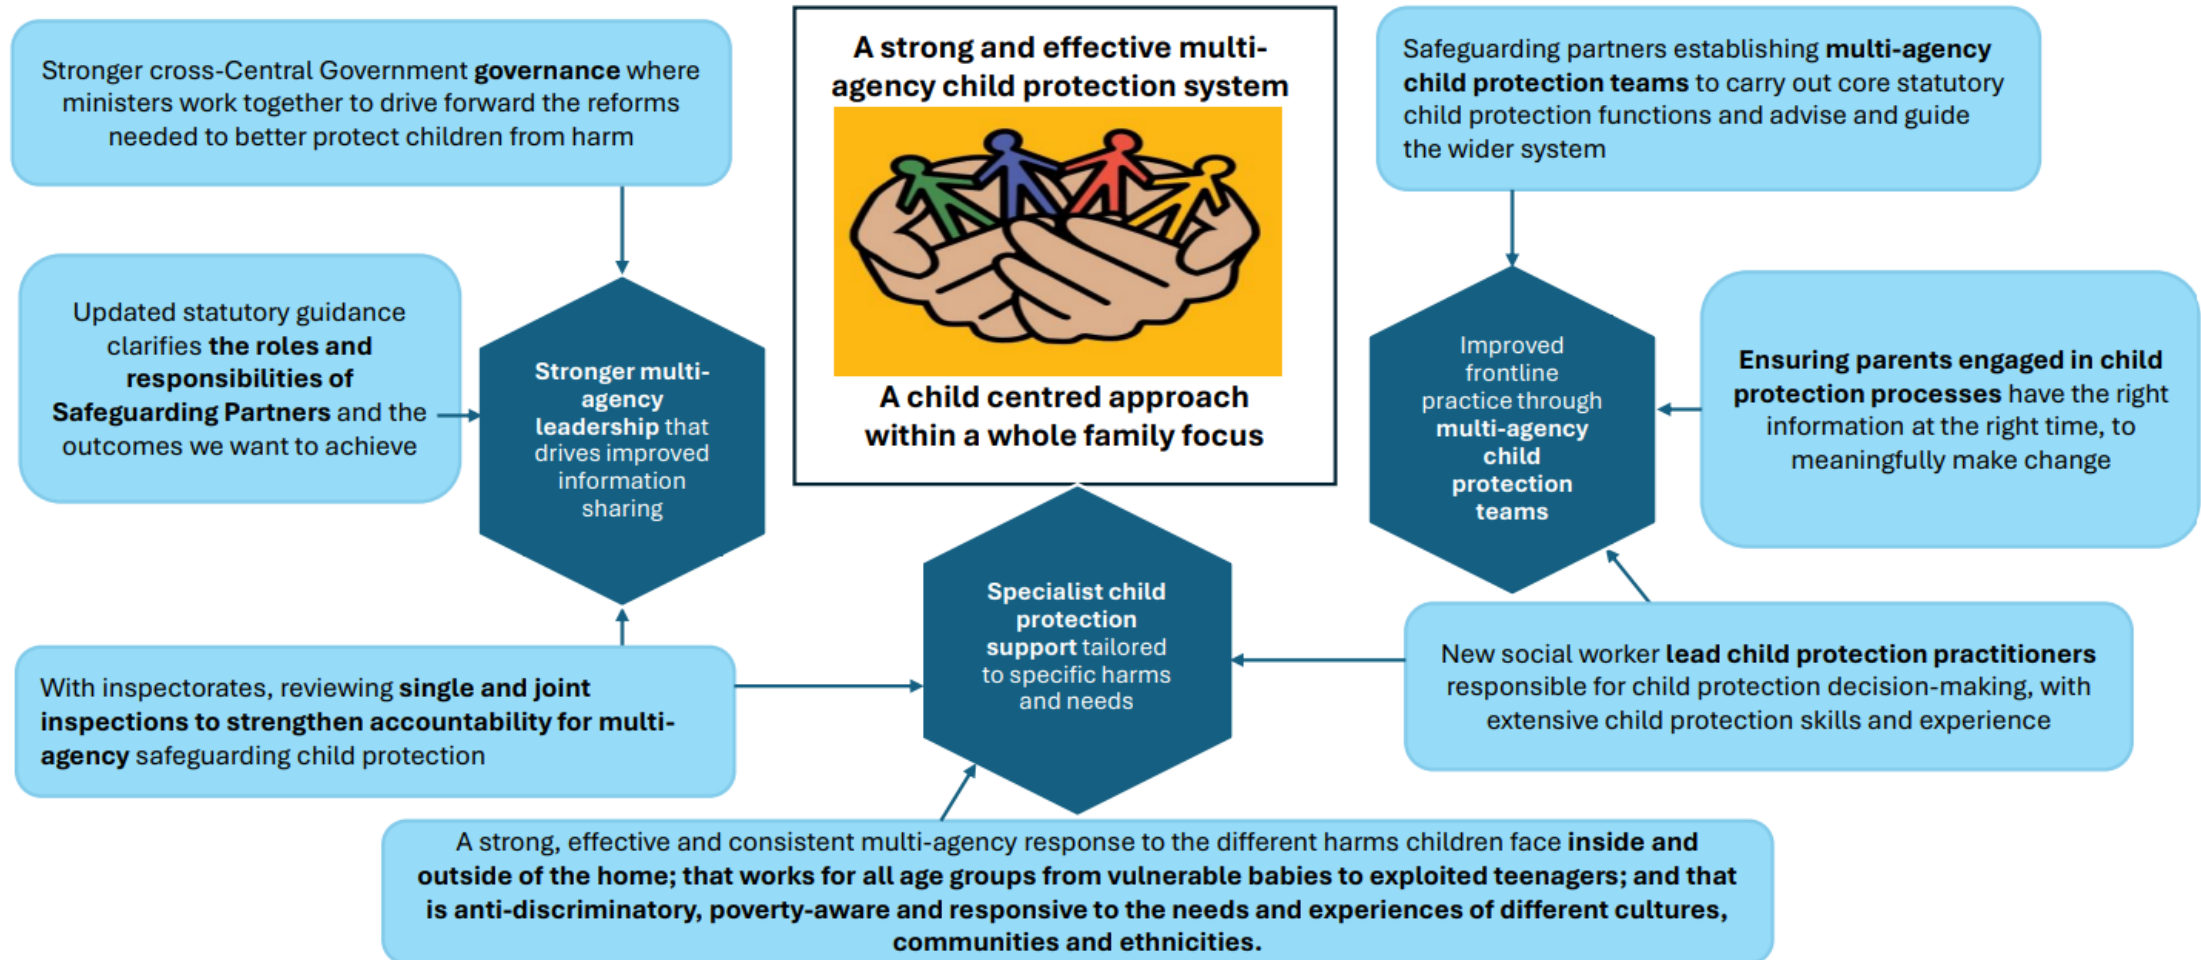 Stronger cross-Central Government governance where
ministers work together to drive forward the reforms
needed to better protect children from harm
A strong and effective multi-
agency child protection system
A child centred approach
within a whole family focus
Safeguarding partners establishing multi-agency
child protection teams to carry out core statutory
child protection functions and advise and guide
the wider system
Updated statutory guidance
clarifies the roles and
responsibilities of
Safeguarding Partners and the
outcomes we want to achieve
Stronger multi-
agency
leadership that
drives improved
information
sharing
Improved
frontline
practice through
multi-agency
child
protection
teams
Ensuring parents engaged in child
protection processes have the right
information at the right time, to
meaningfully make change
Specialist child
protection
support tailored
to specific harms
and needs
With inspectorates, reviewing single and joint
inspections to strengthen accountability for multi-
agency safeguarding child protection
New social worker lead child protection practitioners
responsible for child protection decision-making, with
extensive child protection skills and experience
A strong, effective and consistent multi-agency response to the different harms children face inside and
outside of the home; that works for all age groups from vulnerable babies to exploited teenagers; and that
is anti-discriminatory, poverty-aware and responsive to the needs and experiences of different cultures,
communities and ethnicities.